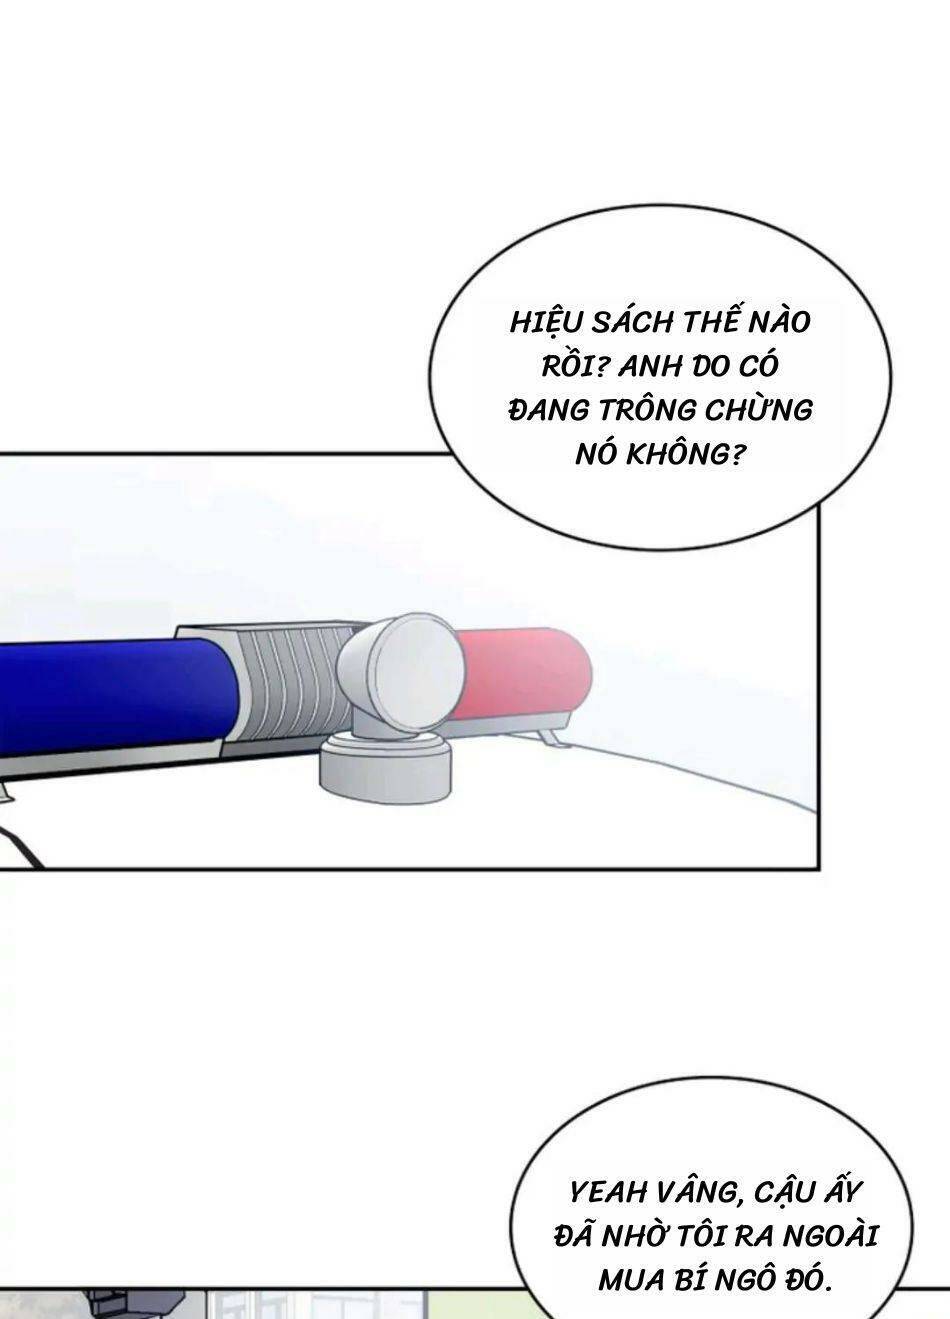 HIỆU SÁCH THẾ NÀO
RỒI? ANH DO CÓ
ĐANG TRÔNG CHỪNG
NÓ KHÔNG?
YEAH VÂNG, CẬU ẤY
ĐÃ NHỜ TÔI RA NGOÀI
MUA BÍ NGÔ ĐÓ.